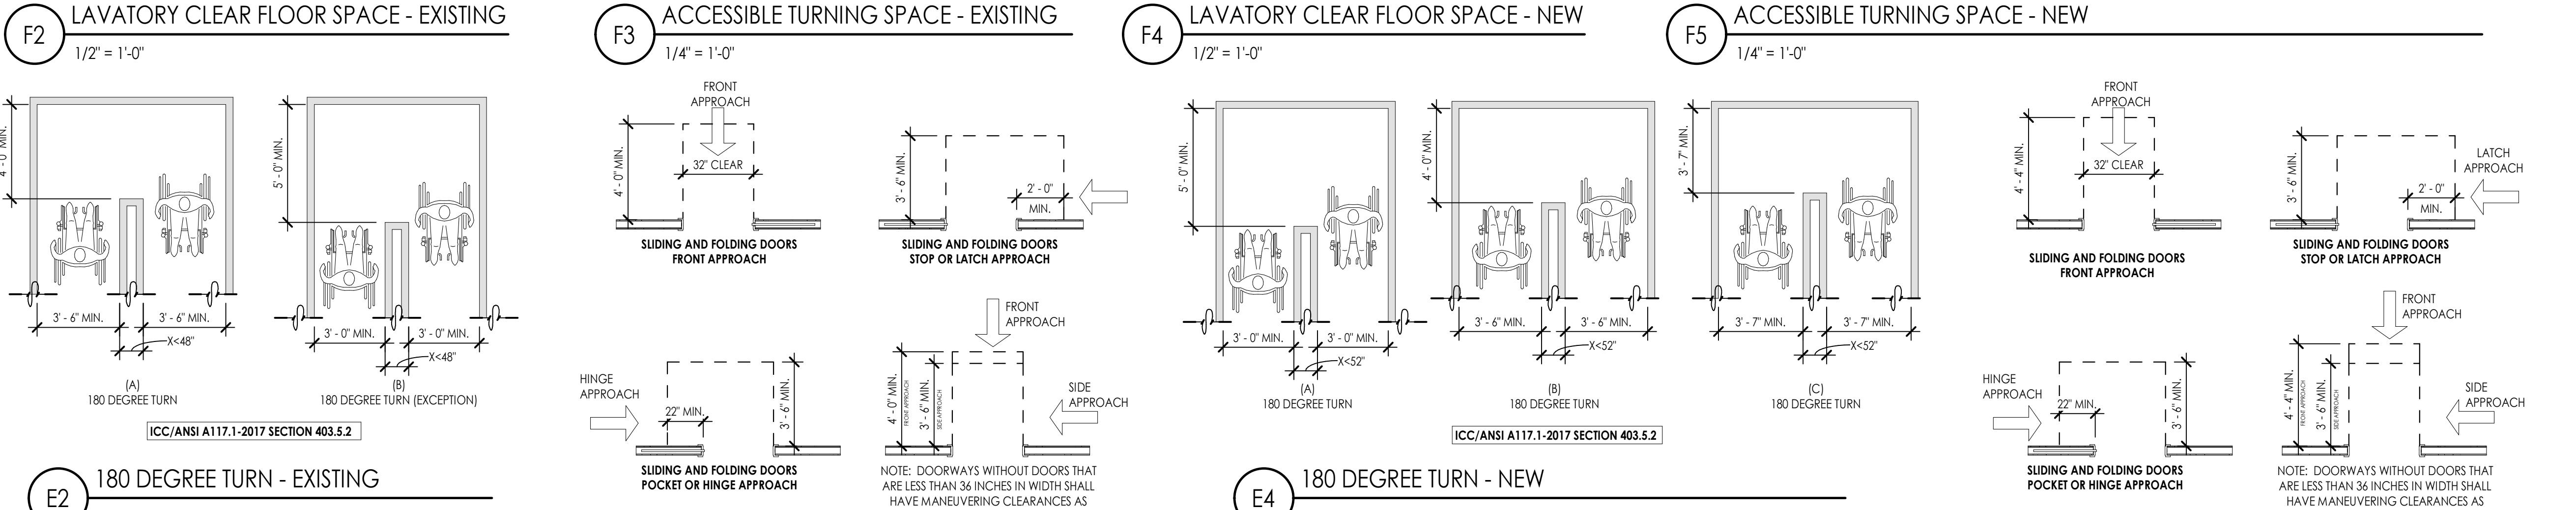 F2
LAVATORY CLEAR FLOOR SPACE - EXISTING
1/2" = 1'-0"
F3
ACCESSIBLE TURNING SPACE - EXISTING
1/4" = 1'-0"
F4
LAVATORY CLEAR FLOOR SPACE - NEW
1/2" = 1'-0"
F5
ACCESSIBLE TURNING SPACE - NEW
1/4" = 1'-0"
4' - 0" MIN.
3' - 6" MIN.
3' - 6" MIN.
X<48"
(A)
180 DEGREE TURN
5' - 0" MIN.
3' - 0" MIN.
3' - 0" MIN.
X<48"
(B)
180 DEGREE TURN (EXCEPTION)
ICC/ANSI A117.1-2017 SECTION 403.5.2
E2
180 DEGREE TURN - EXISTING
FRONT
APPROACH
4' - 0" MIN.
32" CLEAR
SLIDING AND FOLDING DOORS
FRONT APPROACH
3' - 6" MIN.
2' - 0"
MIN.
SLIDING AND FOLDING DOORS
STOP OR LATCH APPROACH
HINGE
APPROACH
22" MIN.
3' - 6" MIN.
SLIDING AND FOLDING DOORS
POCKET OR HINGE APPROACH
FRONT
APPROACH
4' - 0" MIN.
FRONT APPROACH
3' - 6" MIN.
SIDE APPROACH
SIDE
APPROACH
NOTE: DOORWAYS WITHOUT DOORS THAT
ARE LESS THAN 36 INCHES IN WIDTH SHALL
HAVE MANEUVERING CLEARANCES AS
5' - 0" MIN.
3' - 0" MIN.
3' - 0" MIN.
X<52"
(A)
180 DEGREE TURN
4' - 0" MIN.
3' - 6" MIN.
3' - 6" MIN.
X<52"
(B)
180 DEGREE TURN
3' - 7" MIN.
3' - 7" MIN.
3' - 7" MIN.
X<52"
(C)
180 DEGREE TURN
ICC/ANSI A117.1-2017 SECTION 403.5.2
E4
180 DEGREE TURN - NEW
FRONT
APPROACH
4' - 4" MIN.
32" CLEAR
SLIDING AND FOLDING DOORS
FRONT APPROACH
3' - 6" MIN.
2' - 0"
MIN.
LATCH
APPROACH
SLIDING AND FOLDING DOORS
STOP OR LATCH APPROACH
HINGE
APPROACH
22" MIN.
3' - 6" MIN.
SLIDING AND FOLDING DOORS
POCKET OR HINGE APPROACH
FRONT
APPROACH
4' - 4" MIN.
FRONT APPROACH
3' - 6" MIN.
SIDE APPROACH
SIDE
APPROACH
NOTE: DOORWAYS WITHOUT DOORS THAT
ARE LESS THAN 36 INCHES IN WIDTH SHALL
HAVE MANEUVERING CLEARANCES AS